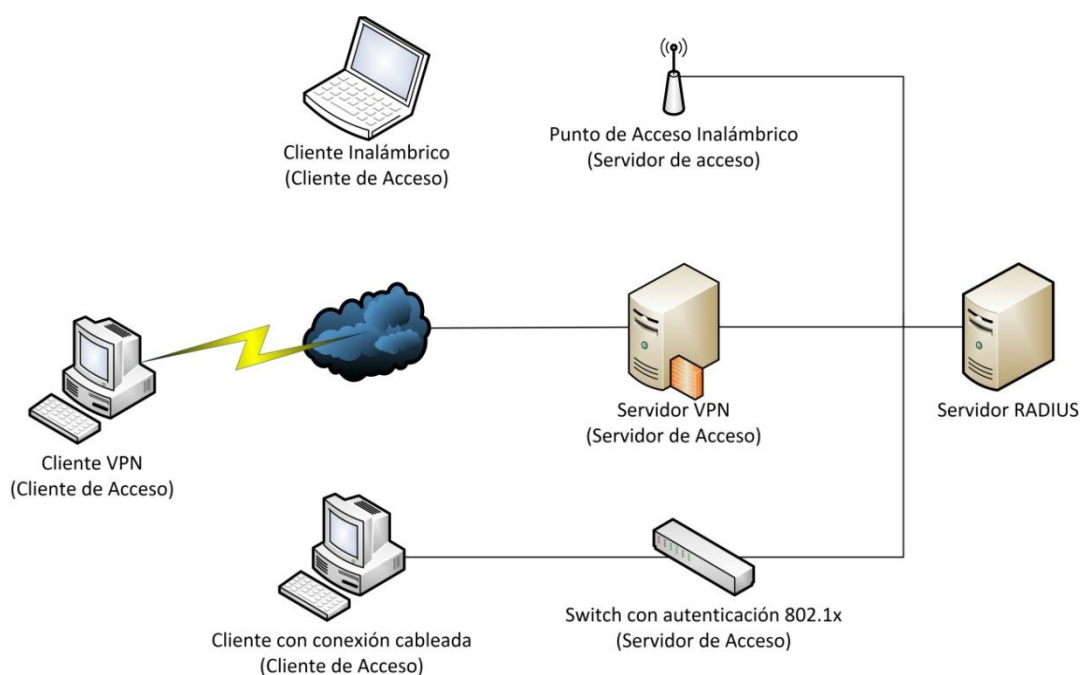 Cliente Inalámbrico
(Cliente de Acceso)
Punto de Acceso Inalámbrico
(Servidor de acceso)
Cliente VPN
(Cliente de Acceso)
Servidor VPN
(Servidor de Acceso)
Servidor RADIUS
Cliente con conexión cableada
(Cliente de Acceso)
Switch con autenticación 802.1x
(Servidor de Acceso)